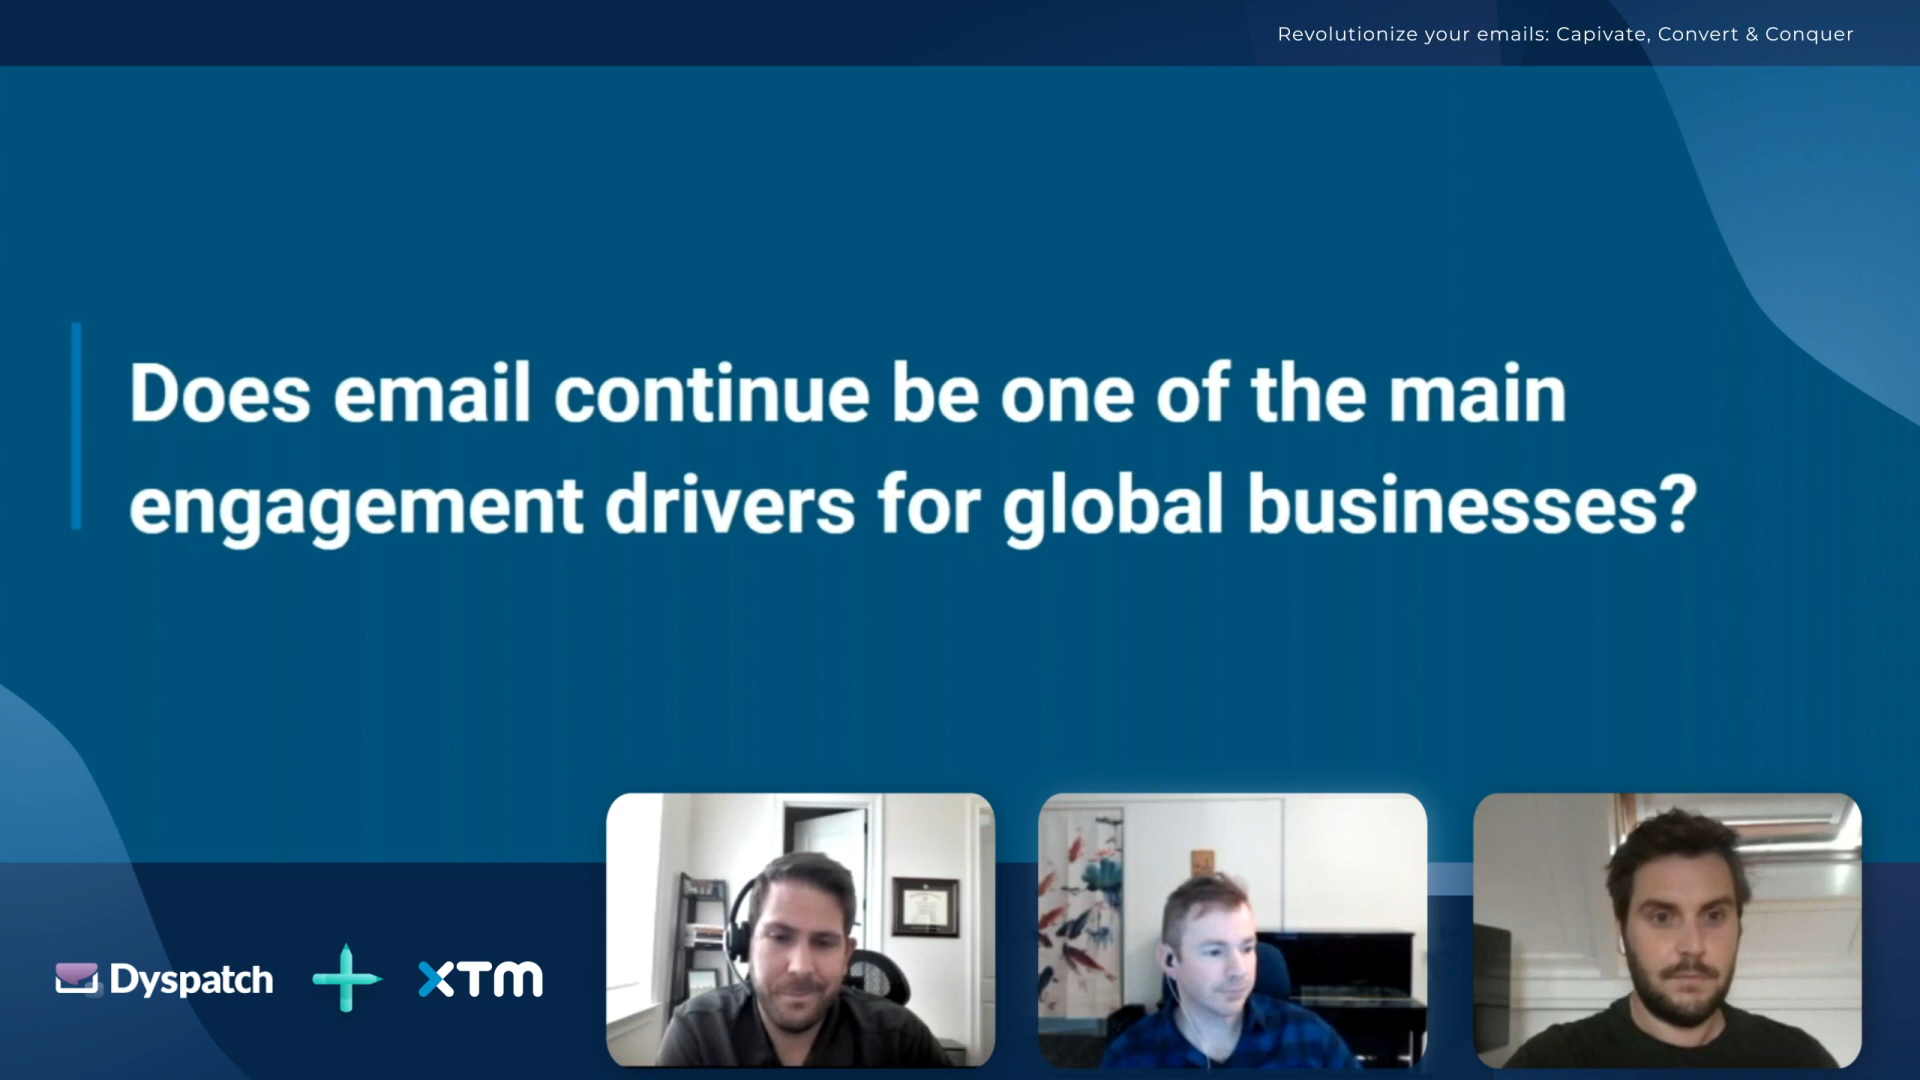 Revolutionize your emails: Capivate, Convert & Conquer
Does email continue be one of the main
engagement drivers for global businesses?
Dyspatch
XTM